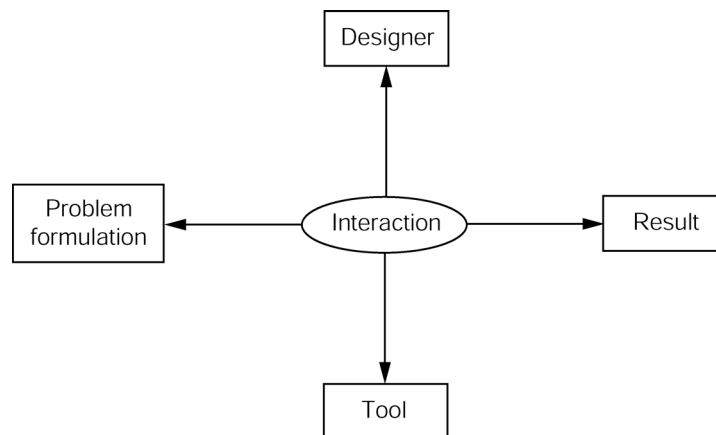 Designer
Problem
formulation
Interaction
Result
Tool